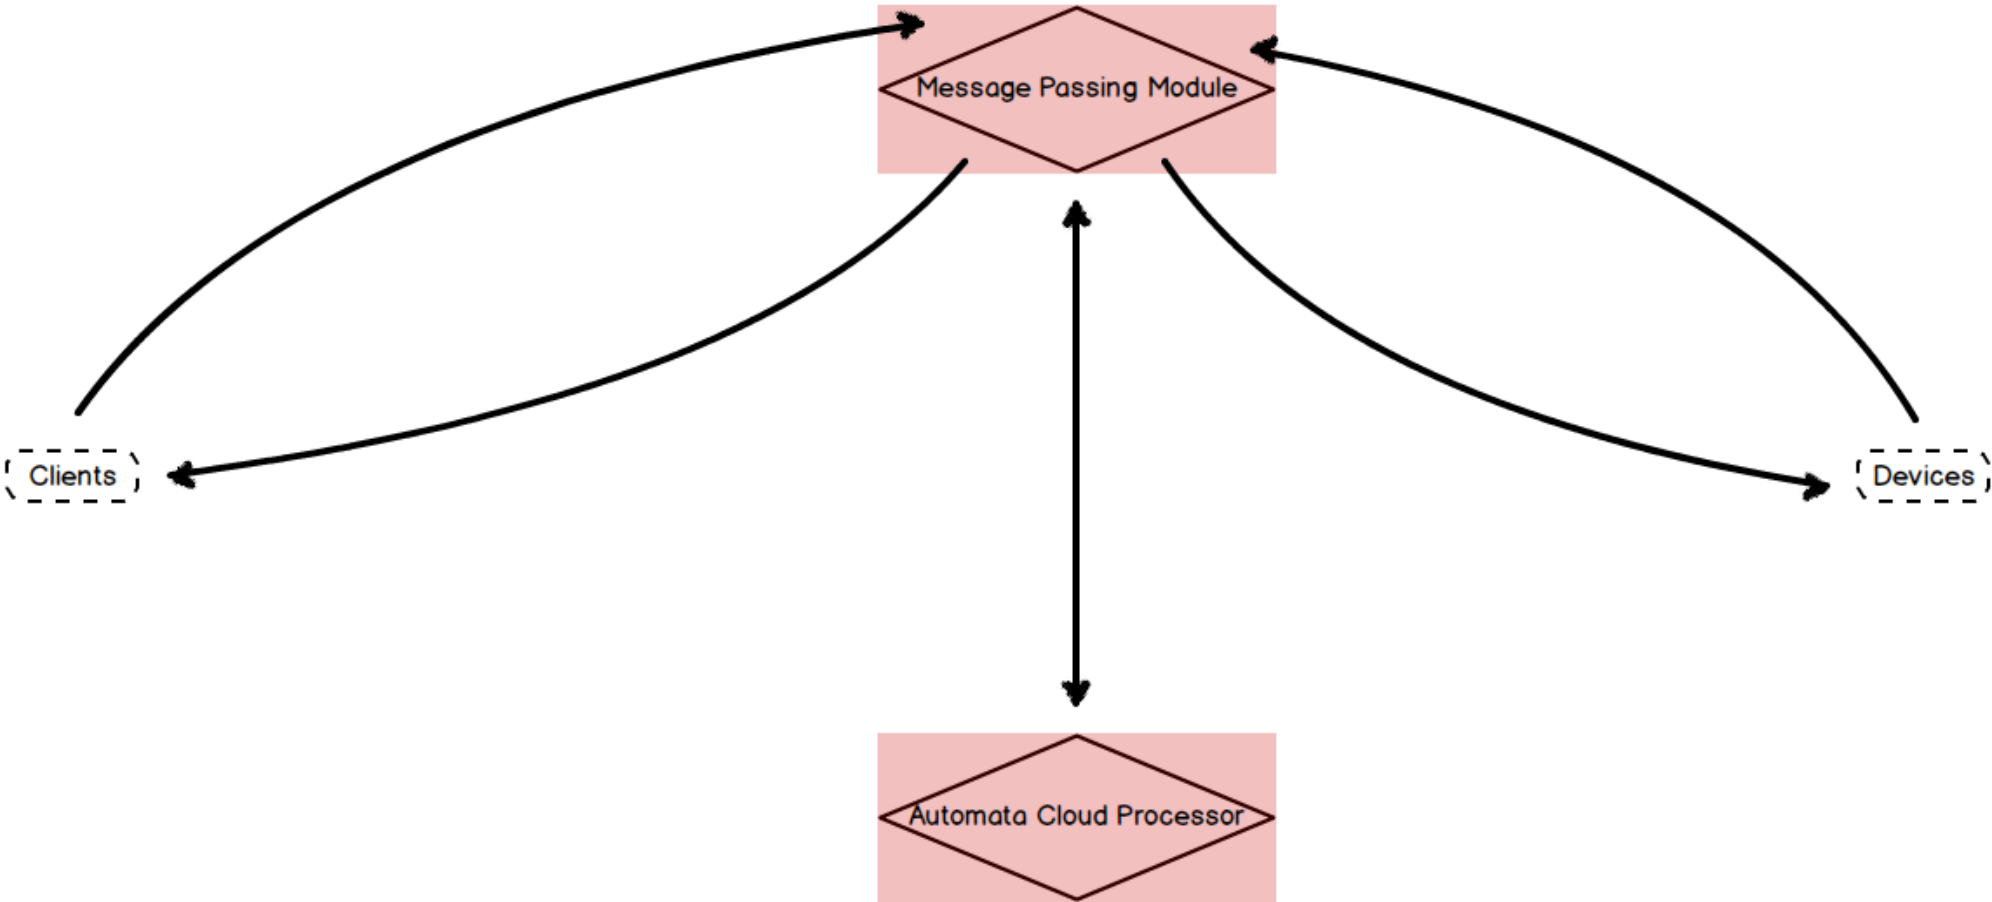 Message Passing Module
Clients
Devices
Automata Cloud Processor